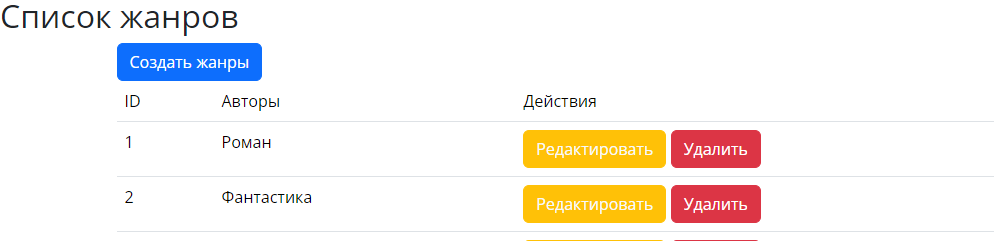 Список жанров
Создать жанры
ID Авторы Действия
1 Роман Редактировать Удалить
2 Фантастика Редактировать Удалить